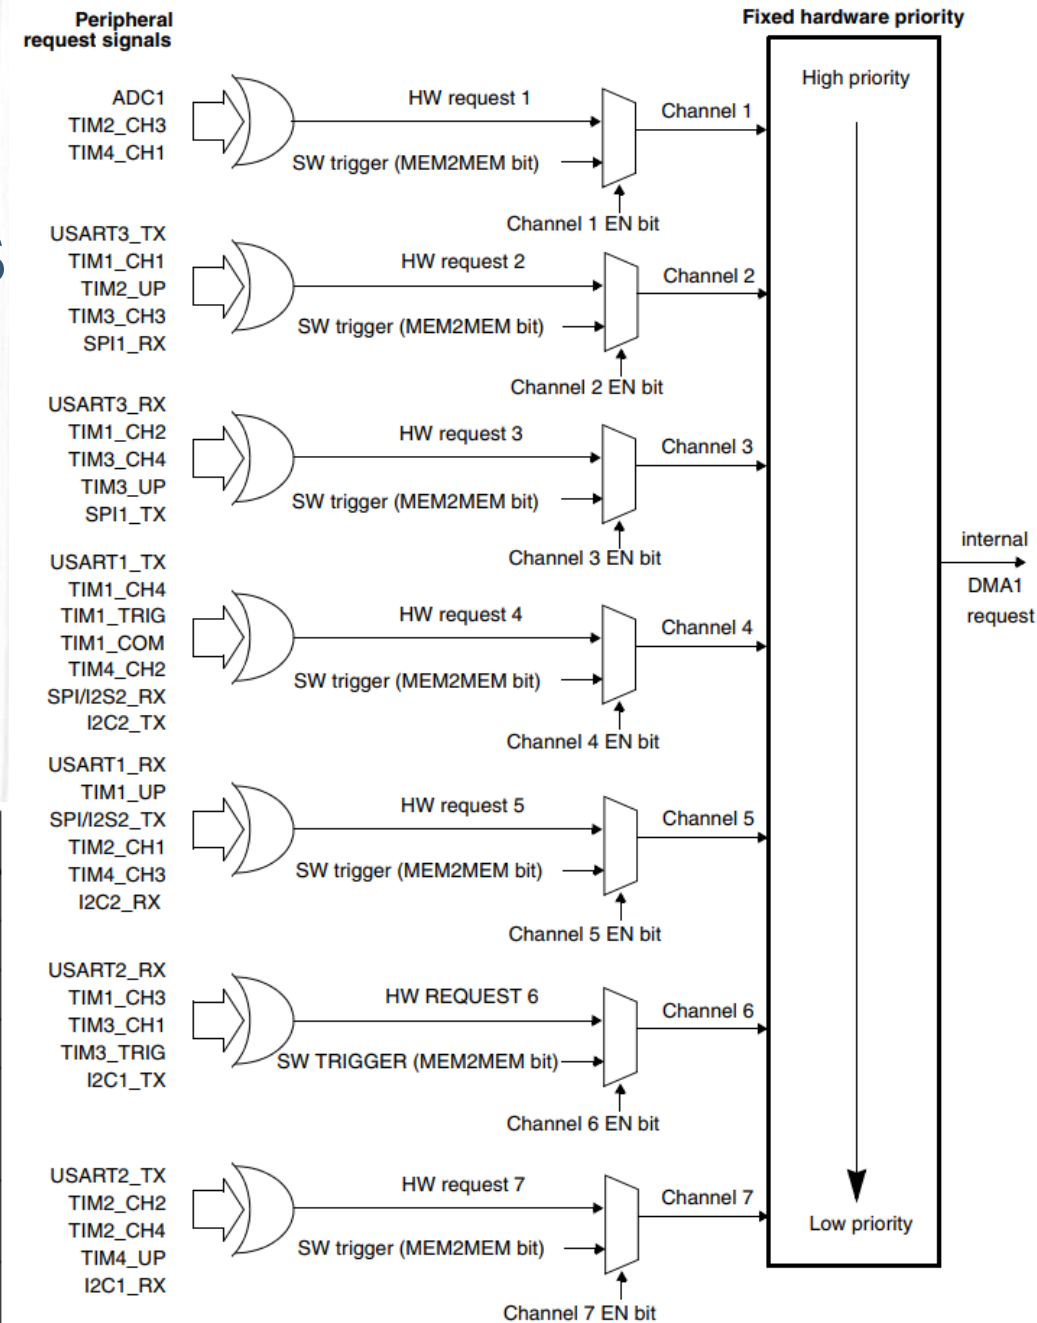 Peripheral
request signals
Fixed hardware priority
High priority
ADC1
TIM2_CH3
TIM4_CH1
HW request 1
SW trigger (MEM2MEM bit)
Channel 1
Channel 1 EN bit
USART3_TX
TIM1_CH1
TIM2_UP
TIM3_CH3
SPI1_RX
HW request 2
SW trigger (MEM2MEM bit)
Channel 2
Channel 2 EN bit
USART3_RX
TIM1_CH2
TIM3_CH4
TIM3_UP
SPI1_TX
HW request 3
SW trigger (MEM2MEM bit)
Channel 3
Channel 3 EN bit
internal
DMA1
request
USART1_TX
TIM1_CH4
TIM1_TRIG
TIM1_COM
TIM4_CH2
SPI/I2S2_RX
I2C2_TX
HW request 4
SW trigger (MEM2MEM bit)
Channel 4
Channel 4 EN bit
USART1_RX
TIM1_UP
SPI/I2S2_TX
TIM2_CH1
TIM4_CH3
I2C2_RX
HW request 5
SW trigger (MEM2MEM bit)
Channel 5
Channel 5 EN bit
USART2_RX
TIM1_CH3
TIM3_CH1
TIM3_TRIG
I2C1_TX
HW REQUEST 6
SW TRIGGER (MEM2MEM bit)
Channel 6
Channel 6 EN bit
USART2_TX
TIM2_CH2
TIM2_CH4
TIM4_UP
I2C1_RX
HW request 7
SW trigger (MEM2MEM bit)
Channel 7
Channel 7 EN bit
Low priority